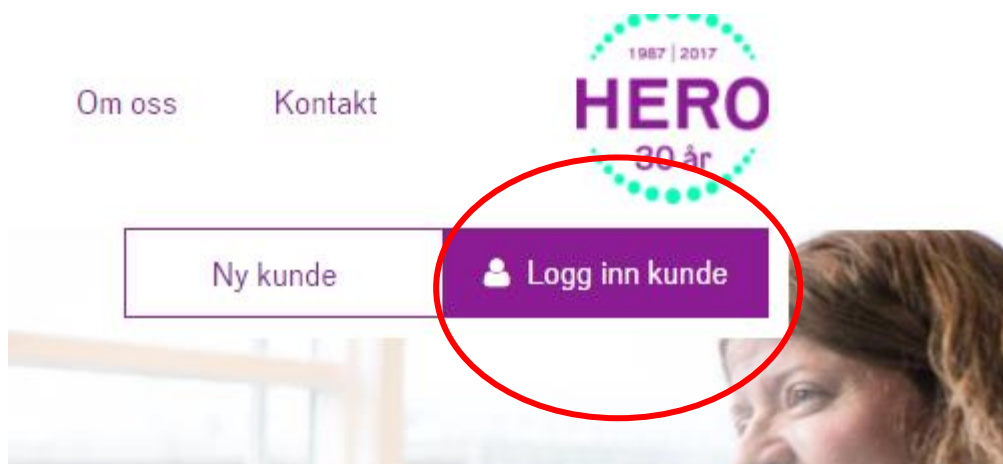 1987 | 2017
HERO
30 år
Om oss
Kontakt
Ny kunde
Logg inn kunde